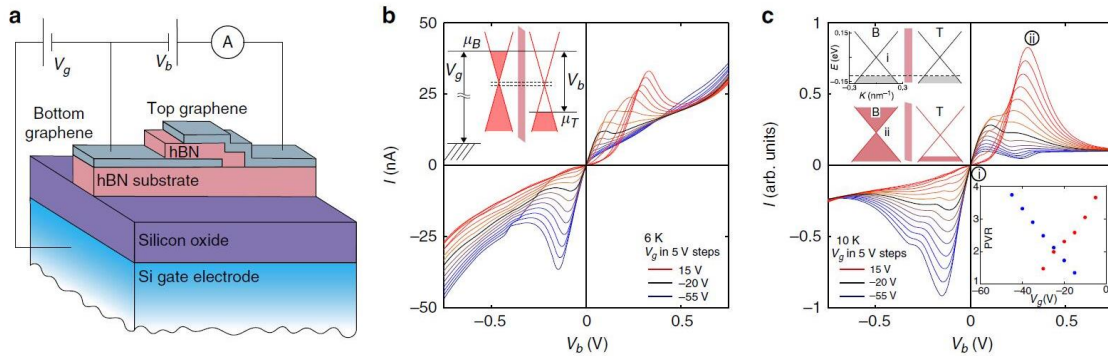 a
V_g
V_b
A
Bottom
graphene
Top graphene
hBN
hBN substrate
Silicon oxide
Si gate electrode
b
50
25
0
−25
−50
I (nA)
−0.5
0
0.5
V_b (V)
μ_B
V_g
V_b
μ_T
6 K
V_g in 5 V steps
15 V
−20 V
−55 V
c
1
0.5
0
−0.5
−1
I (arb. units)
−0.5
0
0.5
V_b (V)
ii
i
0.15
−0.15
E (eV)
B
T
i
−0.3
0.3
K (nm⁻¹)
B
T
ii
10 K
V_g in 5 V steps
15 V
−20 V
−55 V
4
3
2
PVR
−60
−40
−20
0
V_g(V)